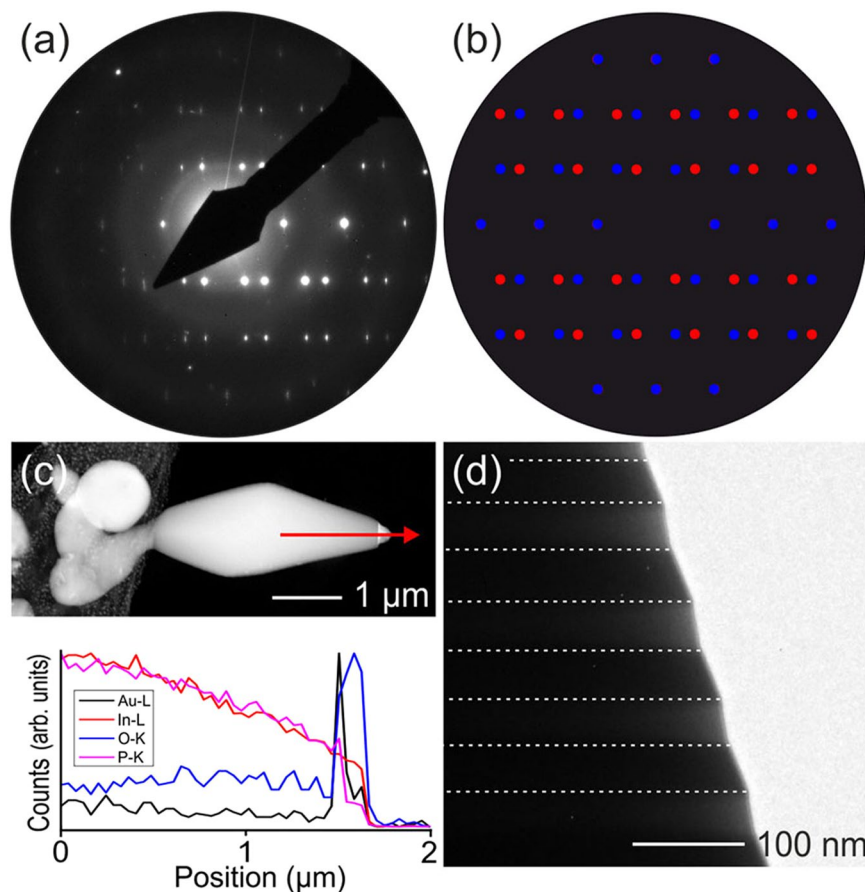 (a)
(b)
(c)
1 µm
(d)
100 nm
Counts (arb. units)
Au-L
In-L
O-K
P-K
0
1
2
Position (µm)